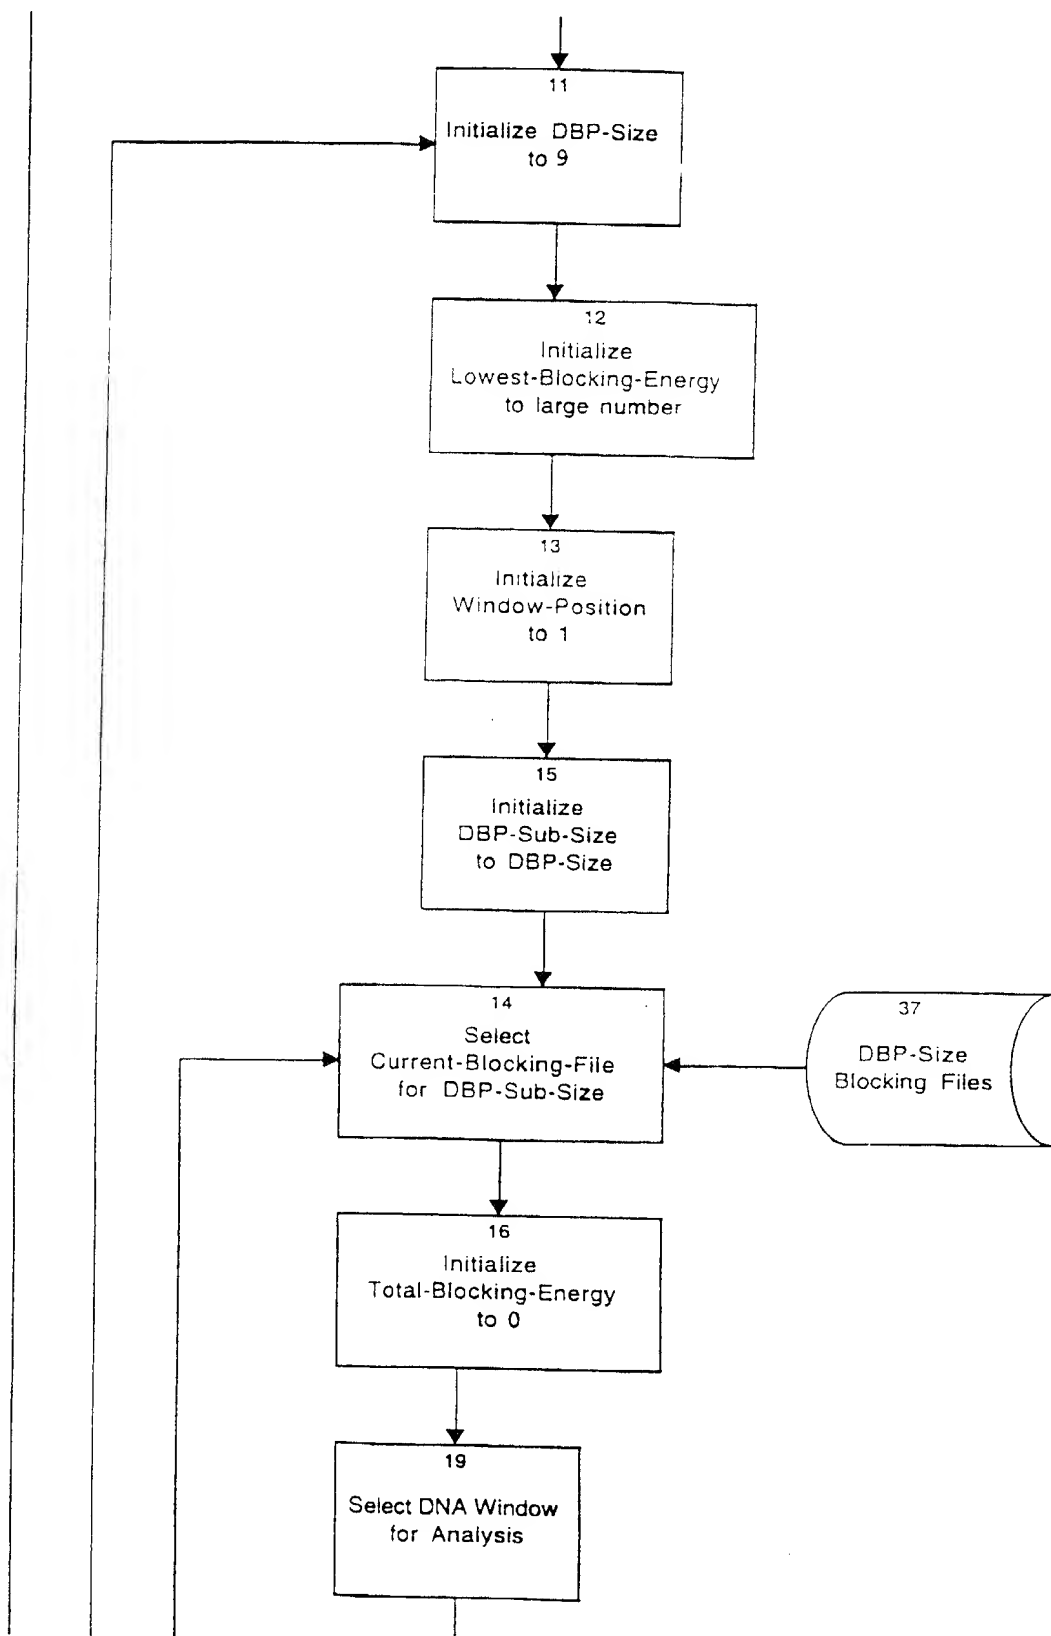 11
Initialize DBP-Size
to 9
12
Initialize
Lowest-Blocking-Energy
to large number
13
Initialize
Window-Position
to 1
15
Initialize
DBP-Sub-Size
to DBP-Size
14
Select
Current-Blocking-File
for DBP-Sub-Size
37
DBP-Size
Blocking Files
16
Initialize
Total-Blocking-Energy
to 0
19
Select DNA Window
for Analysis